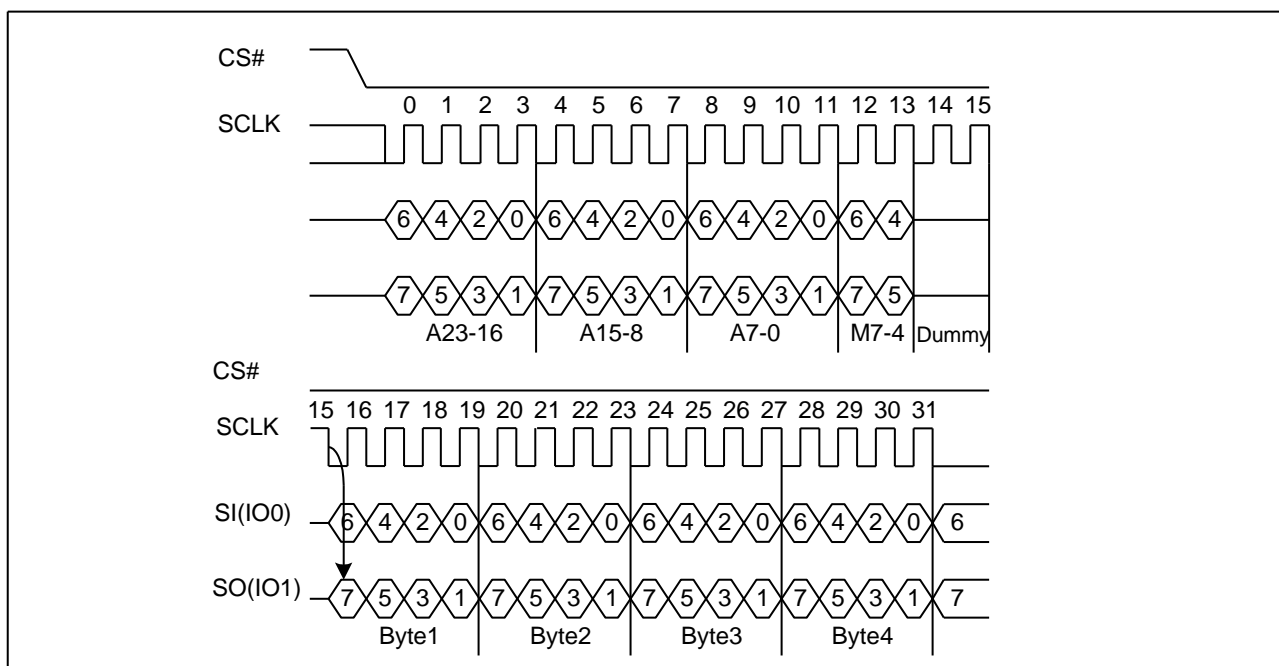 CS#
0 1 2 3 4 5 6 7 8 9 10 11 12 13 14 15
SCLK
6 4 2 0 6 4 2 0 6 4 2 0 6 4
7 5 3 1 7 5 3 1 7 5 3 1 7 5
A23-16 A15-8 A7-0 M7-4 Dummy
CS#
15 16 17 18 19 20 21 22 23 24 25 26 27 28 29 30 31
SCLK
SI(IO0) 6 4 2 0 6 4 2 0 6 4 2 0 6 4 2 0 6
SO(IO1) 7 5 3 1 7 5 3 1 7 5 3 1 7 5 3 1 7
Byte1 Byte2 Byte3 Byte4